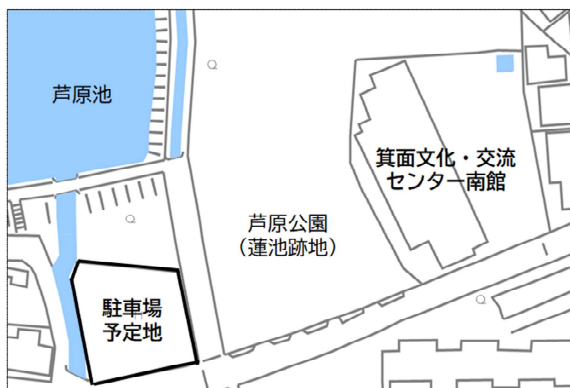 芦原池
箕面文化・交流
センター南館
芦原公園
（蓮池跡地）
駐車場
予定地